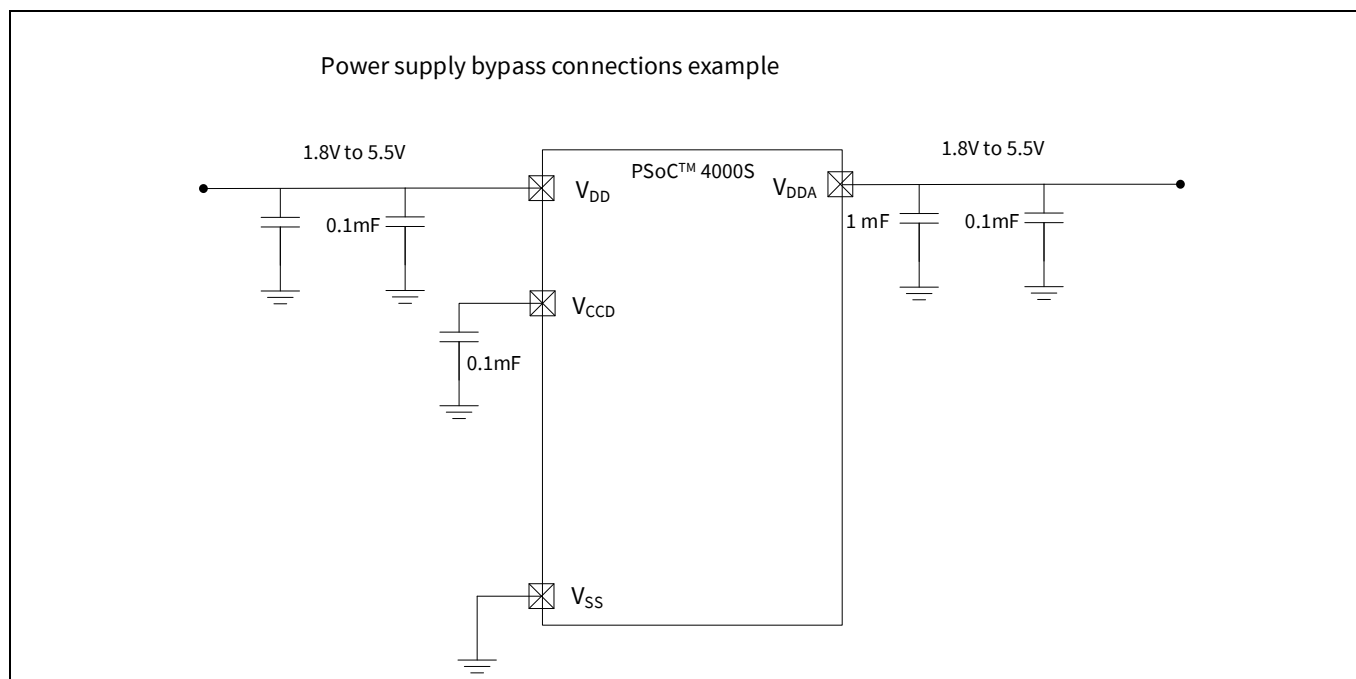 Power supply bypass connections example
1.8V to 5.5V
1.8V to 5.5V
PSoC™ 4000S
VDD
VDDA
0.1mF
1 mF
0.1mF
VCCD
0.1mF
VSS